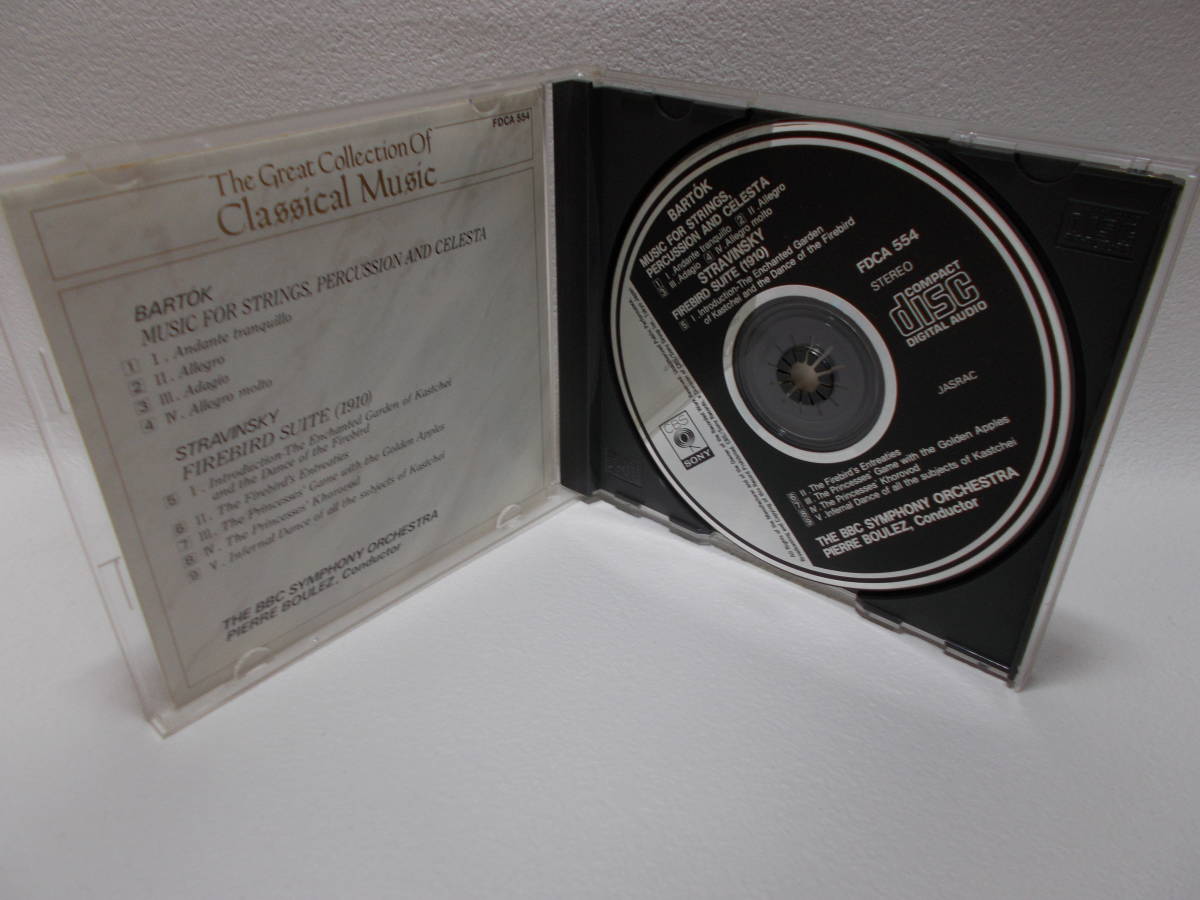 FDCA 554
The Great Collection Of
Classical Music
BARTÓK
MUSIC FOR STRINGS, PERCUSSION AND CELESTA
1 I. Andante tranquillo
2 II. Allegro
3 III. Adagio
4 IV. Allegro molto
STRAVINSKY
FIREBIRD SUITE (1910)
5 I. Introduction-The Enchanted Garden of Kastchei
and the Dance of the Firebird
6 II. The Firebird's Entreaties
7 III. The Princesses' Game with the Golden Apples
8 IV. The Princesses' Khorovod
9 V. Infernal Dance of all the subjects of Kastchei
THE BBC SYMPHONY ORCHESTRA
PIERRE BOULEZ, Conductor
BARTÓK
MUSIC FOR STRINGS,
PERCUSSION AND CELESTA
1 I. Andante tranquillo 2 II. Allegro
3 III. Adagio 4 IV. Allegro molto
STRAVINSKY
FIREBIRD SUITE (1910)
5 I. Introduction-The Enchanted Garden
of Kastchei and the Dance of the Firebird
FDCA 554
STEREO
COMPACT
disc
DIGITAL AUDIO
JASRAC
CBS
SONY
6 II. The Firebird's Entreaties
7 III. The Princesses' Game with the Golden Apples
8 IV. The Princesses' Khorovod
9 V. Infernal Dance of all the subjects of Kastchei
THE BBC SYMPHONY ORCHESTRA
PIERRE BOULEZ, Conductor